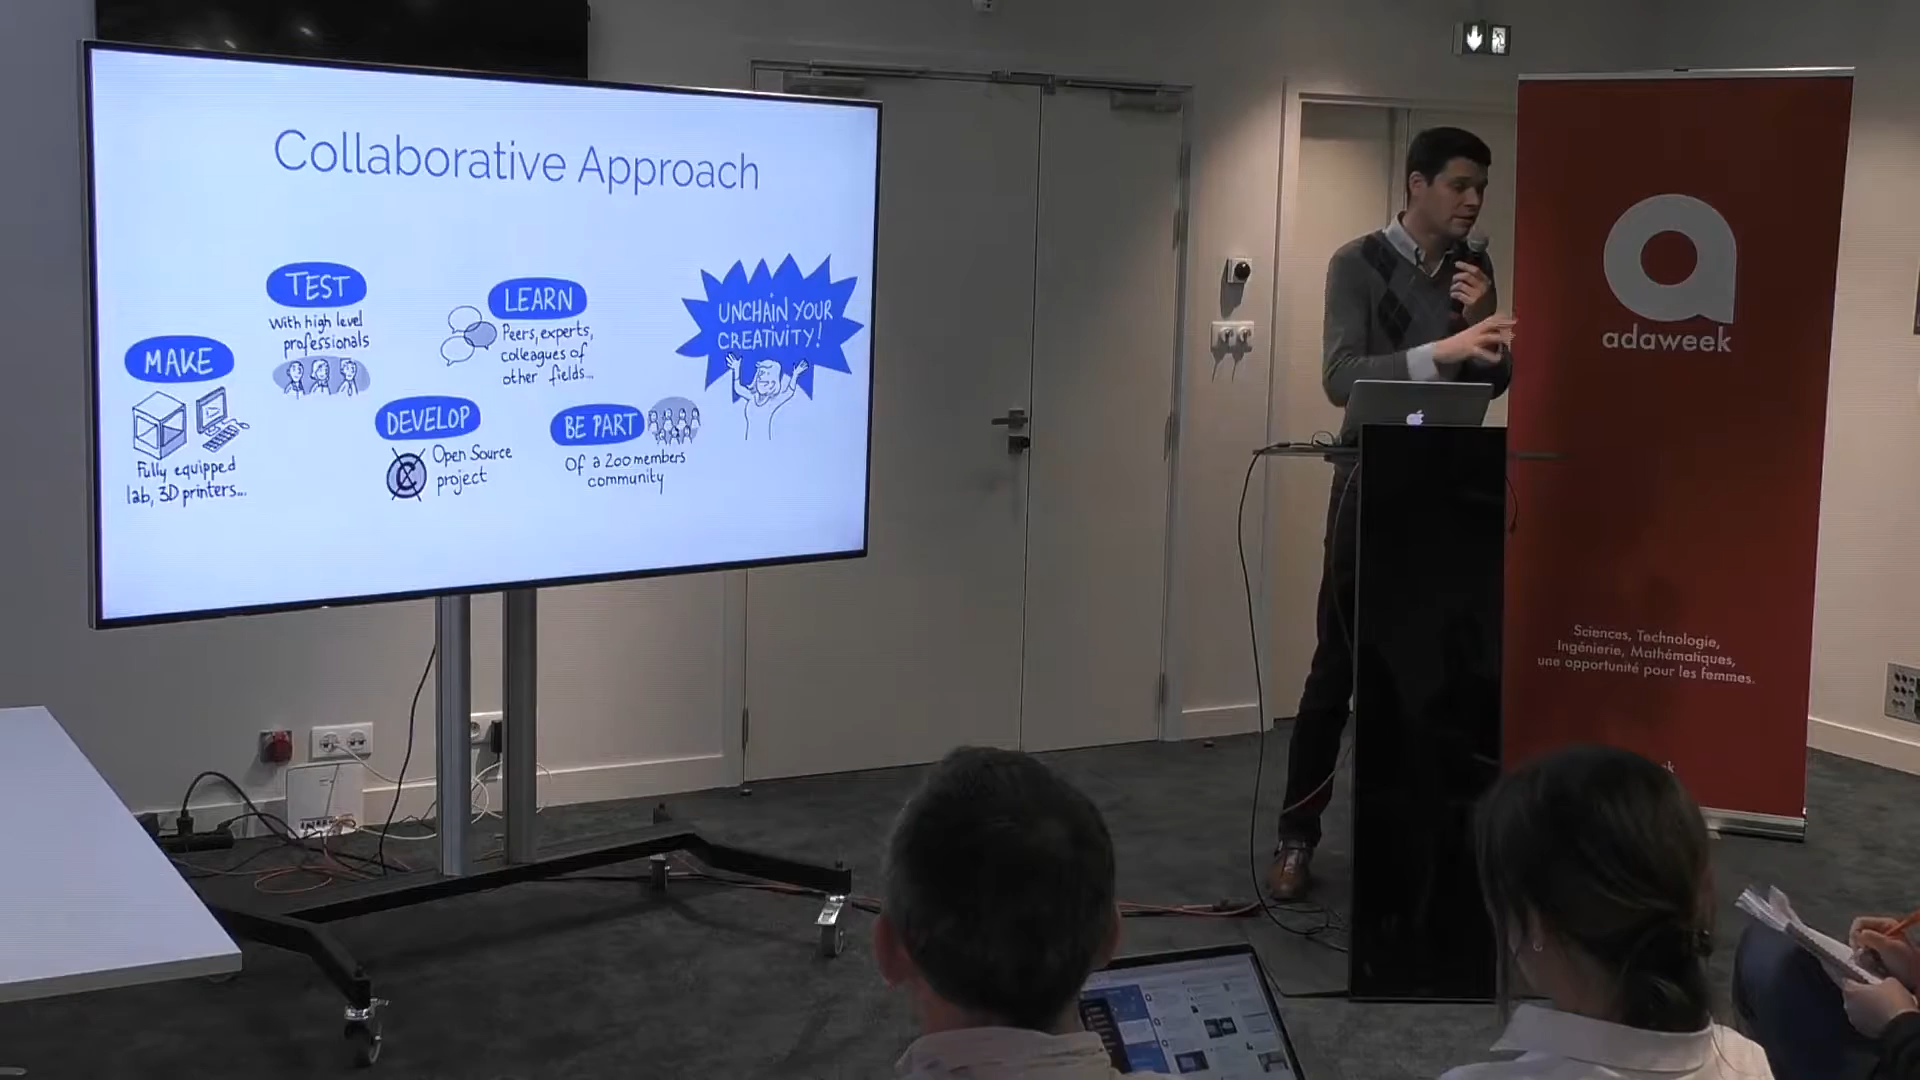 Collaborative Approach
MAKE
Fully equipped
lab, 3D printers...
TEST
With high level
professionals
DEVELOP
Open Source
project
LEARN
Peers, experts,
colleagues of
other fields...
BE PART
Of a 200 members
community
UNCHAIN YOUR
CREATIVITY!
adaweek
Sciences, Technologie,
Ingénierie, Mathématiques,
une opportunité pour les femmes.